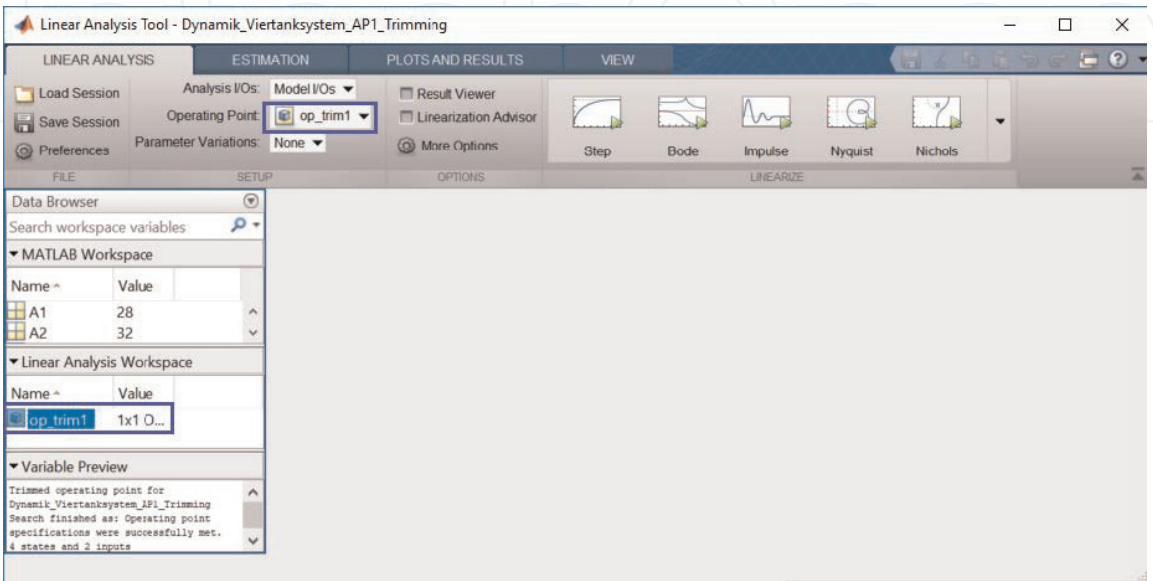 Linear Analysis Tool - Dynamik_Viertanksystem_AP1_Trimming
LINEAR ANALYSIS ESTIMATION PLOTS AND RESULTS VIEW
Load Session Analysis I/Os: Model I/Os Result Viewer
Save Session Operating Point: op_trim1 Linearization Advisor
Preferences Parameter Variations: None More Options Step Bode Impulse Nyquist Nichols
FILE SETUP OPTIONS LINEARIZE
Data Browser
Search workspace variables
MATLAB Workspace
Name Value
A1 28
A2 32
Linear Analysis Workspace
Name Value
op_trim1 1x1 O...
Variable Preview
Trimmed operating point for
Dynamik_Viertanksystem_AP1_Trimming
Search finished as: Operating point
specifications were successfully met.
4 states and 2 inputs